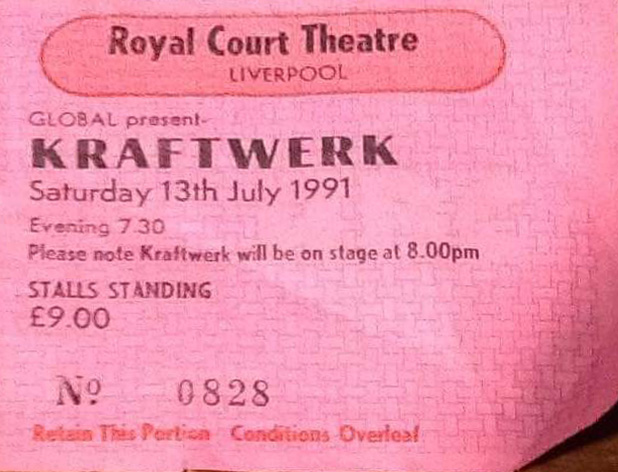 Royal Court Theatre
LIVERPOOL
GLOBAL present-
KRAFTWERK
Saturday 13th July 1991
Evening 7.30
Please note Kraftwerk will be on stage at 8.00pm
STALLS STANDING
£9.00
Nº 0828
Retain This Portion Conditions Overleaf